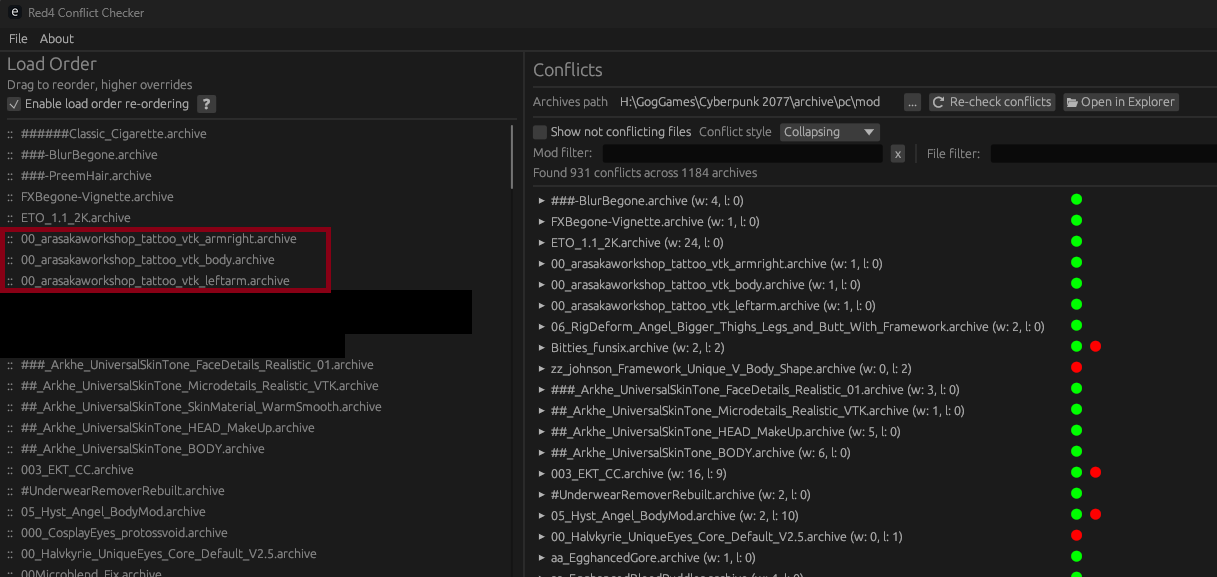 e Red4 Conflict Checker
File About
Load Order
Drag to reorder, higher overrides
Enable load order re-ordering ?
:: ######Classic_Cigarette.archive
:: ###-BlurBegone.archive
:: ###-PreemHair.archive
:: FXBegone-Vignette.archive
:: ETO_1.1_2K.archive
:: 00_arasakaworkshop_tattoo_vtk_armright.archive
:: 00_arasakaworkshop_tattoo_vtk_body.archive
:: 00_arasakaworkshop_tattoo_vtk_leftarm.archive
:: ###_Arkhe_UniversalSkinTone_FaceDetails_Realistic_01.archive
:: ##_Arkhe_UniversalSkinTone_Microdetails_Realistic_VTK.archive
:: ##_Arkhe_UniversalSkinTone_SkinMaterial_WarmSmooth.archive
:: ##_Arkhe_UniversalSkinTone_HEAD_MakeUp.archive
:: ##_Arkhe_UniversalSkinTone_BODY.archive
:: 003_EKT_CC.archive
:: #UnderwearRemoverRebuilt.archive
:: 05_Hyst_Angel_BodyMod.archive
:: 000_CosplayEyes_protossvoid.archive
:: 00_Halvkyrie_UniqueEyes_Core_Default_V2.5.archive
:: 00Microblend_Fix.archive
Conflicts
Archives path H:\GogGames\Cyberpunk 2077\archive\pc\mod ... Re-check conflicts Open in Explorer
Show not conflicting files Conflict style Collapsing
Mod filter: x File filter:
Found 931 conflicts across 1184 archives
###-BlurBegone.archive (w: 4, l: 0)
FXBegone-Vignette.archive (w: 1, l: 0)
ETO_1.1_2K.archive (w: 24, l: 0)
00_arasakaworkshop_tattoo_vtk_armright.archive (w: 1, l: 0)
00_arasakaworkshop_tattoo_vtk_body.archive (w: 1, l: 0)
00_arasakaworkshop_tattoo_vtk_leftarm.archive (w: 1, l: 0)
06_RigDeform_Angel_Bigger_Thighs_Legs_and_Butt_With_Framework.archive (w: 2, l: 0)
Bitties_funsix.archive (w: 2, l: 2)
zz_johnson_Framework_Unique_V_Body_Shape.archive (w: 0, l: 2)
###_Arkhe_UniversalSkinTone_FaceDetails_Realistic_01.archive (w: 3, l: 0)
##_Arkhe_UniversalSkinTone_Microdetails_Realistic_VTK.archive (w: 1, l: 0)
##_Arkhe_UniversalSkinTone_HEAD_MakeUp.archive (w: 5, l: 0)
##_Arkhe_UniversalSkinTone_BODY.archive (w: 6, l: 0)
003_EKT_CC.archive (w: 16, l: 9)
#UnderwearRemoverRebuilt.archive (w: 2, l: 0)
05_Hyst_Angel_BodyMod.archive (w: 2, l: 10)
00_Halvkyrie_UniqueEyes_Core_Default_V2.5.archive (w: 0, l: 1)
aa_EgghancedGore.archive (w: 1, l: 0)